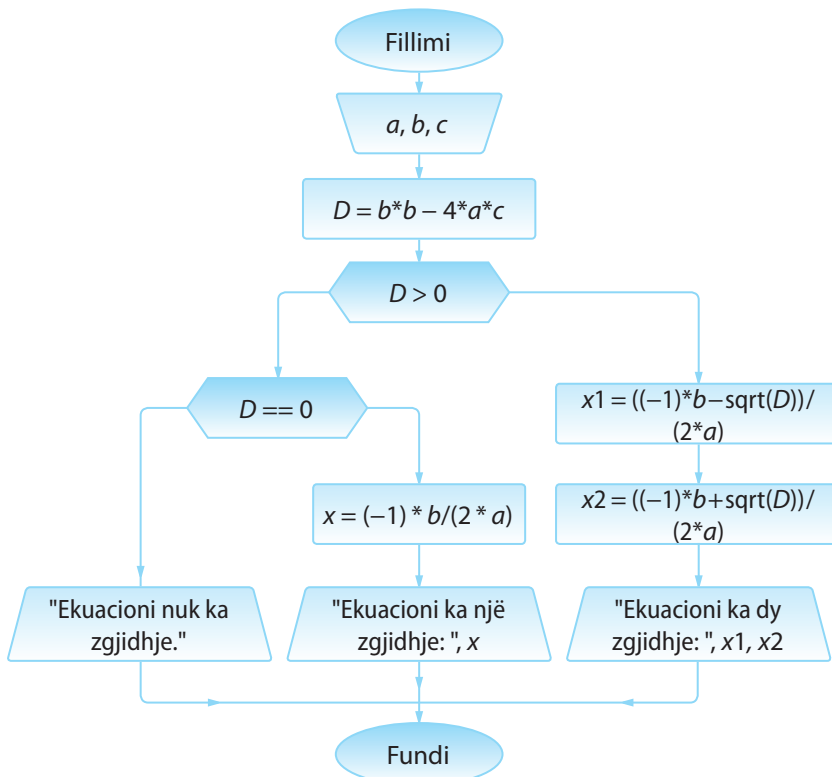 Fillimi
a, b, c
D = b*b – 4*a*c
D > 0
D == 0
x1 = ((–1)*b–sqrt(D))/
(2*a)
x = (–1) * b/(2 * a)
x2 = ((–1)*b+sqrt(D))/
(2*a)
"Ekuacioni nuk ka
zgjidhje."
"Ekuacioni ka një
zgjidhje: ", x
"Ekuacioni ka dy
zgjidhje: ", x1, x2
Fundi